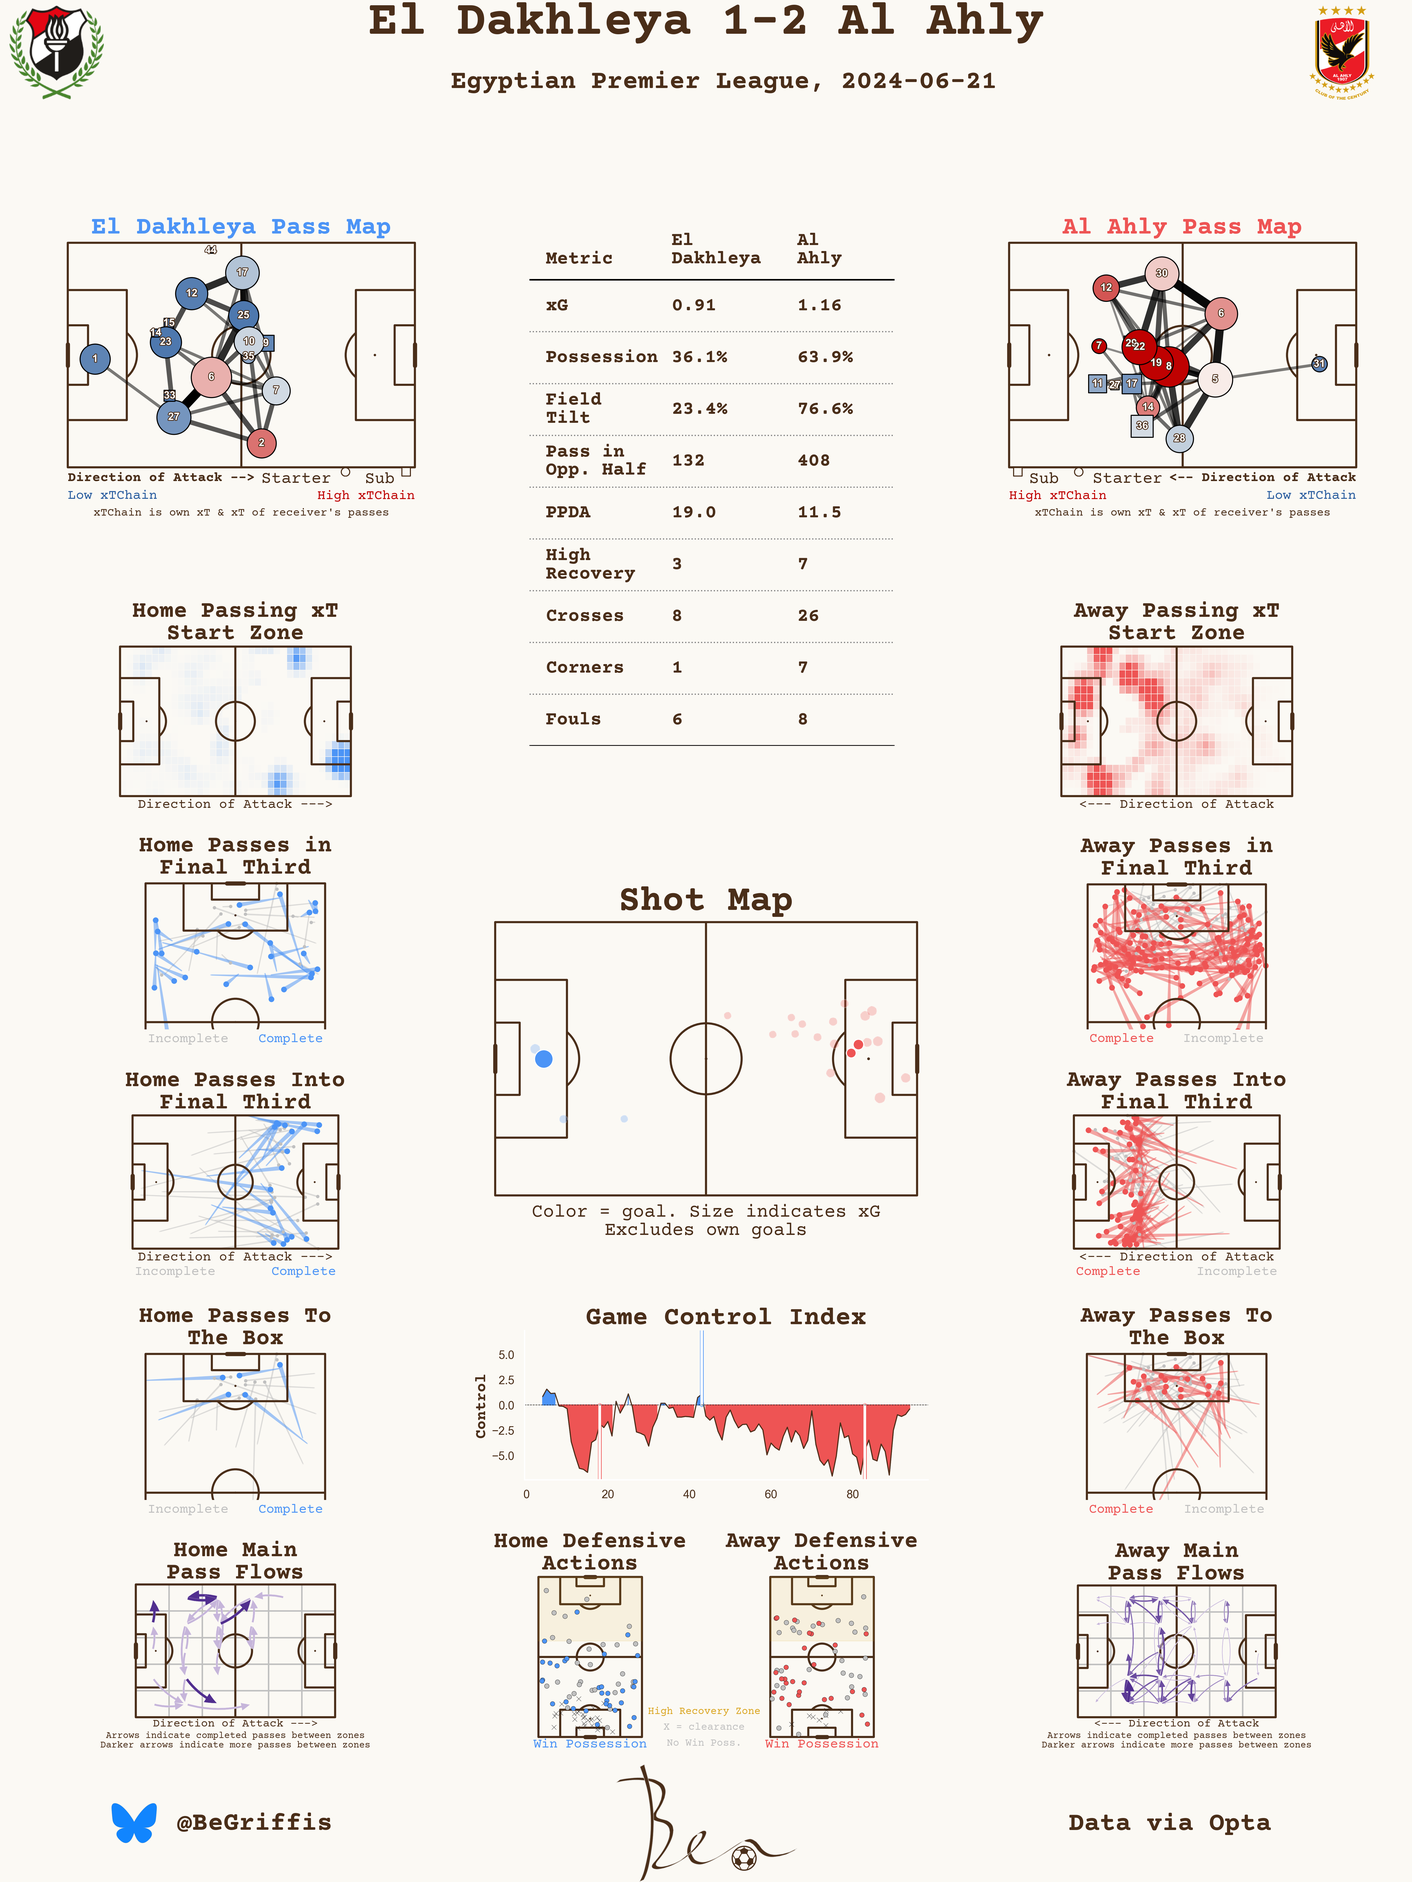 El Dakhleya 1-2 Al Ahly
Egyptian Premier League, 2024-06-21
AL AHLY
1907
CLUB OF THE CENTURY
El Dakhleya Pass Map
44
17
12
25
15
14
23
10
9
35
1
6
7
33
27
2
Direction of Attack --> Starter Sub
Low xTChain High xTChain
xTChain is own xT & xT of receiver's passes
Metric El Dakhleya Al Ahly
xG 0.91 1.16
Possession 36.1% 63.9%
Field Tilt 23.4% 76.6%
Pass in Opp. Half 132 408
PPDA 19.0 11.5
High Recovery 3 7
Crosses 8 26
Corners 1 7
Fouls 6 8
Al Ahly Pass Map
30
12
6
7
29
22
19
8
31
5
11
27
17
14
36
28
Sub Starter <-- Direction of Attack
High xTChain Low xTChain
xTChain is own xT & xT of receiver's passes
Home Passing xT
Start Zone
Direction of Attack --->
Away Passing xT
Start Zone
<--- Direction of Attack
Home Passes in
Final Third
Incomplete Complete
Away Passes in
Final Third
Complete Incomplete
Shot Map
Color = goal. Size indicates xG
Excludes own goals
Home Passes Into
Final Third
Direction of Attack --->
Incomplete Complete
Away Passes Into
Final Third
<--- Direction of Attack
Complete Incomplete
Home Passes To
The Box
Incomplete Complete
Game Control Index
Control
5.0
2.5
0.0
−2.5
−5.0
0 20 40 60 80
Away Passes To
The Box
Complete Incomplete
Home Main
Pass Flows
Direction of Attack --->
Arrows indicate completed passes between zones
Darker arrows indicate more passes between zones
Home Defensive
Actions
Win Possession
High Recovery Zone
X = clearance
No Win Poss.
Away Defensive
Actions
Win Possession
Away Main
Pass Flows
<--- Direction of Attack
Arrows indicate completed passes between zones
Darker arrows indicate more passes between zones
@BeGriffis
Ben
Data via Opta